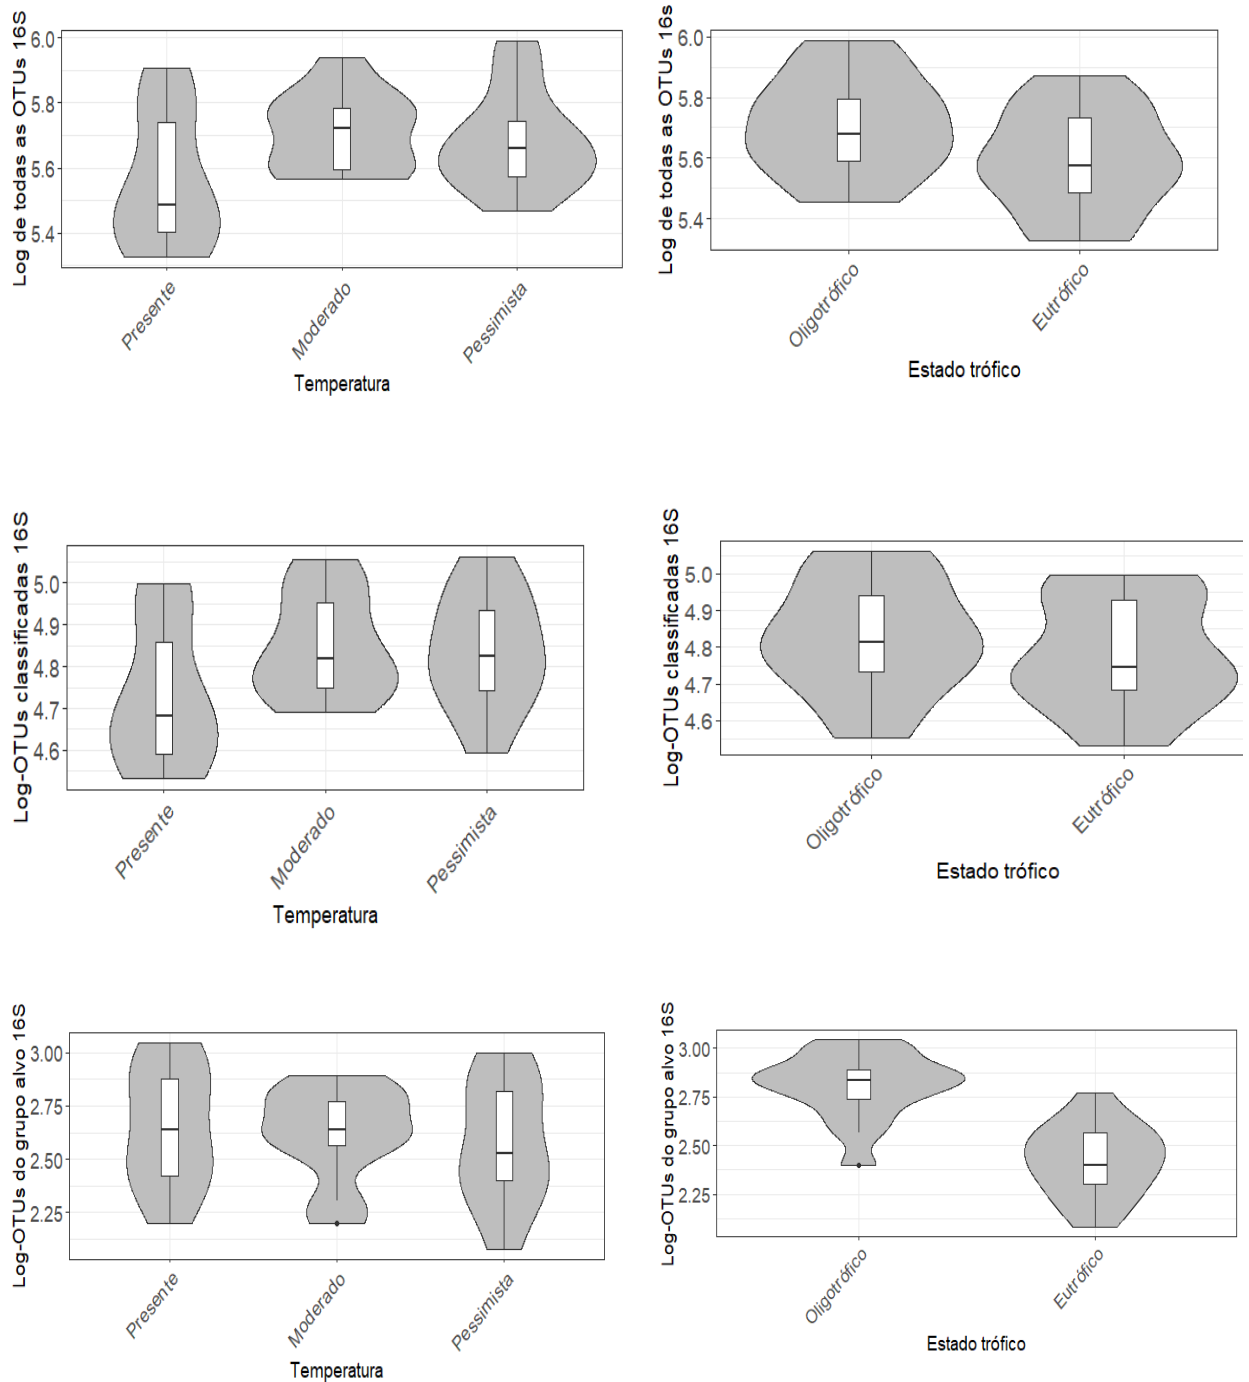 Log de todas as OTUs 16S
6.0
5.8
5.6
5.4
Presente
Moderado
Pessimista
Temperatura
Log de todas as OTUs 16s
6.0
5.8
5.6
5.4
Oligotrófico
Eutrófico
Estado trófico
Log-OTUs classificadas 16S
5.0
4.9
4.8
4.7
4.6
Presente
Moderado
Pessimista
Temperatura
Log-OTUs classificadas 16S
5.0
4.9
4.8
4.7
4.6
Oligotrófico
Eutrófico
Estado trófico
Log-OTUs do grupo alvo 16S
3.00
2.75
2.50
2.25
Presente
Moderado
Pessimista
Temperatura
Log-OTUs do grupo alvo 16S
3.00
2.75
2.50
2.25
Oligotrófico
Eutrófico
Estado trófico